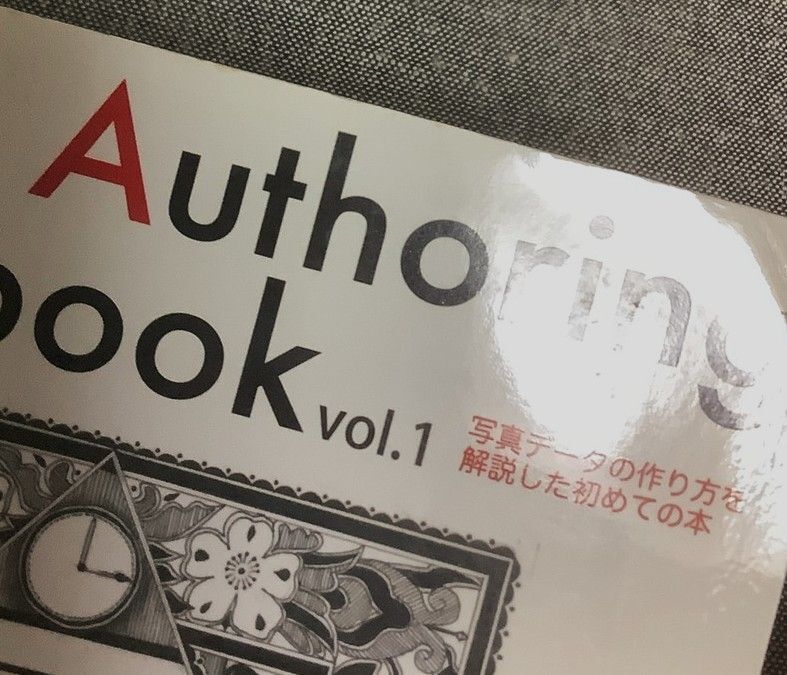 Authoring
book vol.1
写真データの作り方を
解説した初めての本